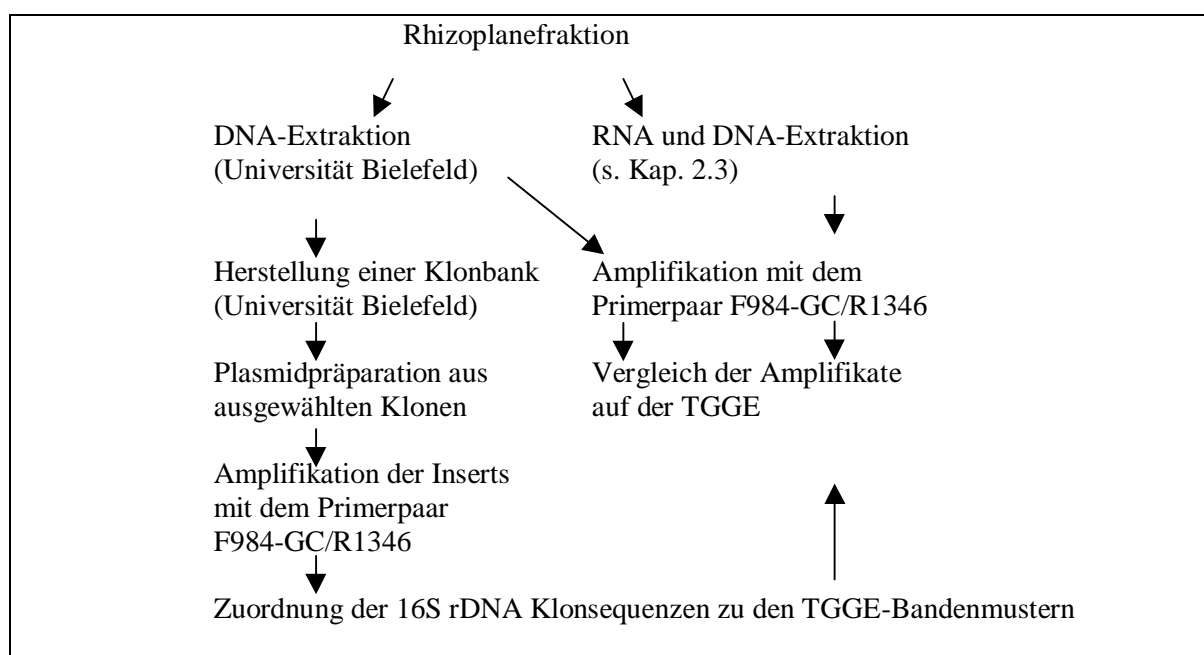 Rhizoplanefraktion
DNA-Extraktion
(Universität Bielefeld)
RNA und DNA-Extraktion
(s. Kap. 2.3)
Herstellung einer Klonbank
(Universität Bielefeld)
Amplifikation mit dem
Primerpaar F984-GC/R1346
Plasmidpräparation aus
ausgewählten Klonen
Vergleich der Amplifikate
auf der TGGE
Amplifikation der Inserts
mit dem Primerpaar
F984-GC/R1346
Zuordnung der 16S rDNA Klonsequenzen zu den TGGE-Bandenmustern